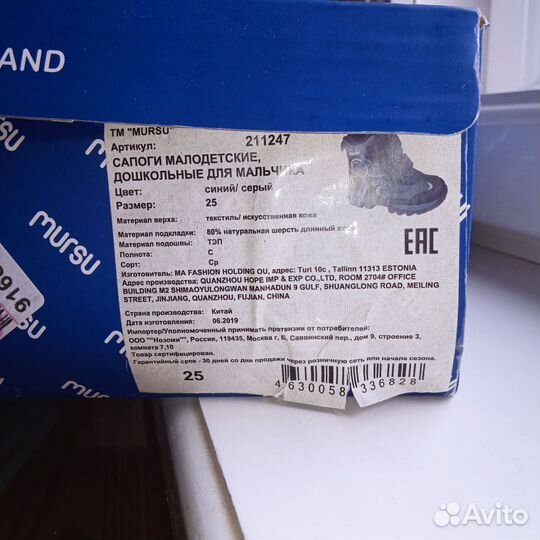 AND
ТМ "MURSU"
Артикул: 211247
САПОГИ МАЛОДЕТСКИЕ,
ДОШКОЛЬНЫЕ ДЛЯ МАЛЬЧИКА
Цвет: синий/ серый
Размер: 25
Материал верха: текстиль/ искусственная кожа
Материал подкладки: 80% натуральная шерсть длинный
Материал подошвы: ТЭП
Полнота: С
Ср
EAC
Изготовитель: MA FASHION HOLDING OU, адрес: Turi 10c , Tallinn 11313 ESTONIA
Адрес производства: QUANZHOU HOPE IMP & EXP CO.,LTD, ROOM 2704# OFFICE
BUILDING M2 SHIMAOYULONGWAN MANHADUN 9 GULF, SHUANGLONG ROAD, MEILING
STREET, JINJIANG, QUANZHOU, FUJIAN, CHINA
Страна производства: Китай
Дата изготовления: 06.2019
Импортер/Уполномоченный принимать претензии от потребителя:
ООО ""Нозоми"", Россия, 119435, Москва г, Б. Саввинский пер., дом 9, строение 3,
комната 7,10
Товар сертифицирован.
Гарантийный срок - 30 дней со дня продажи через розничную сеть или начала сезона.
25
4 630058 336828
mursu
mursu
mursu
mursu
mursu
9168
Avito